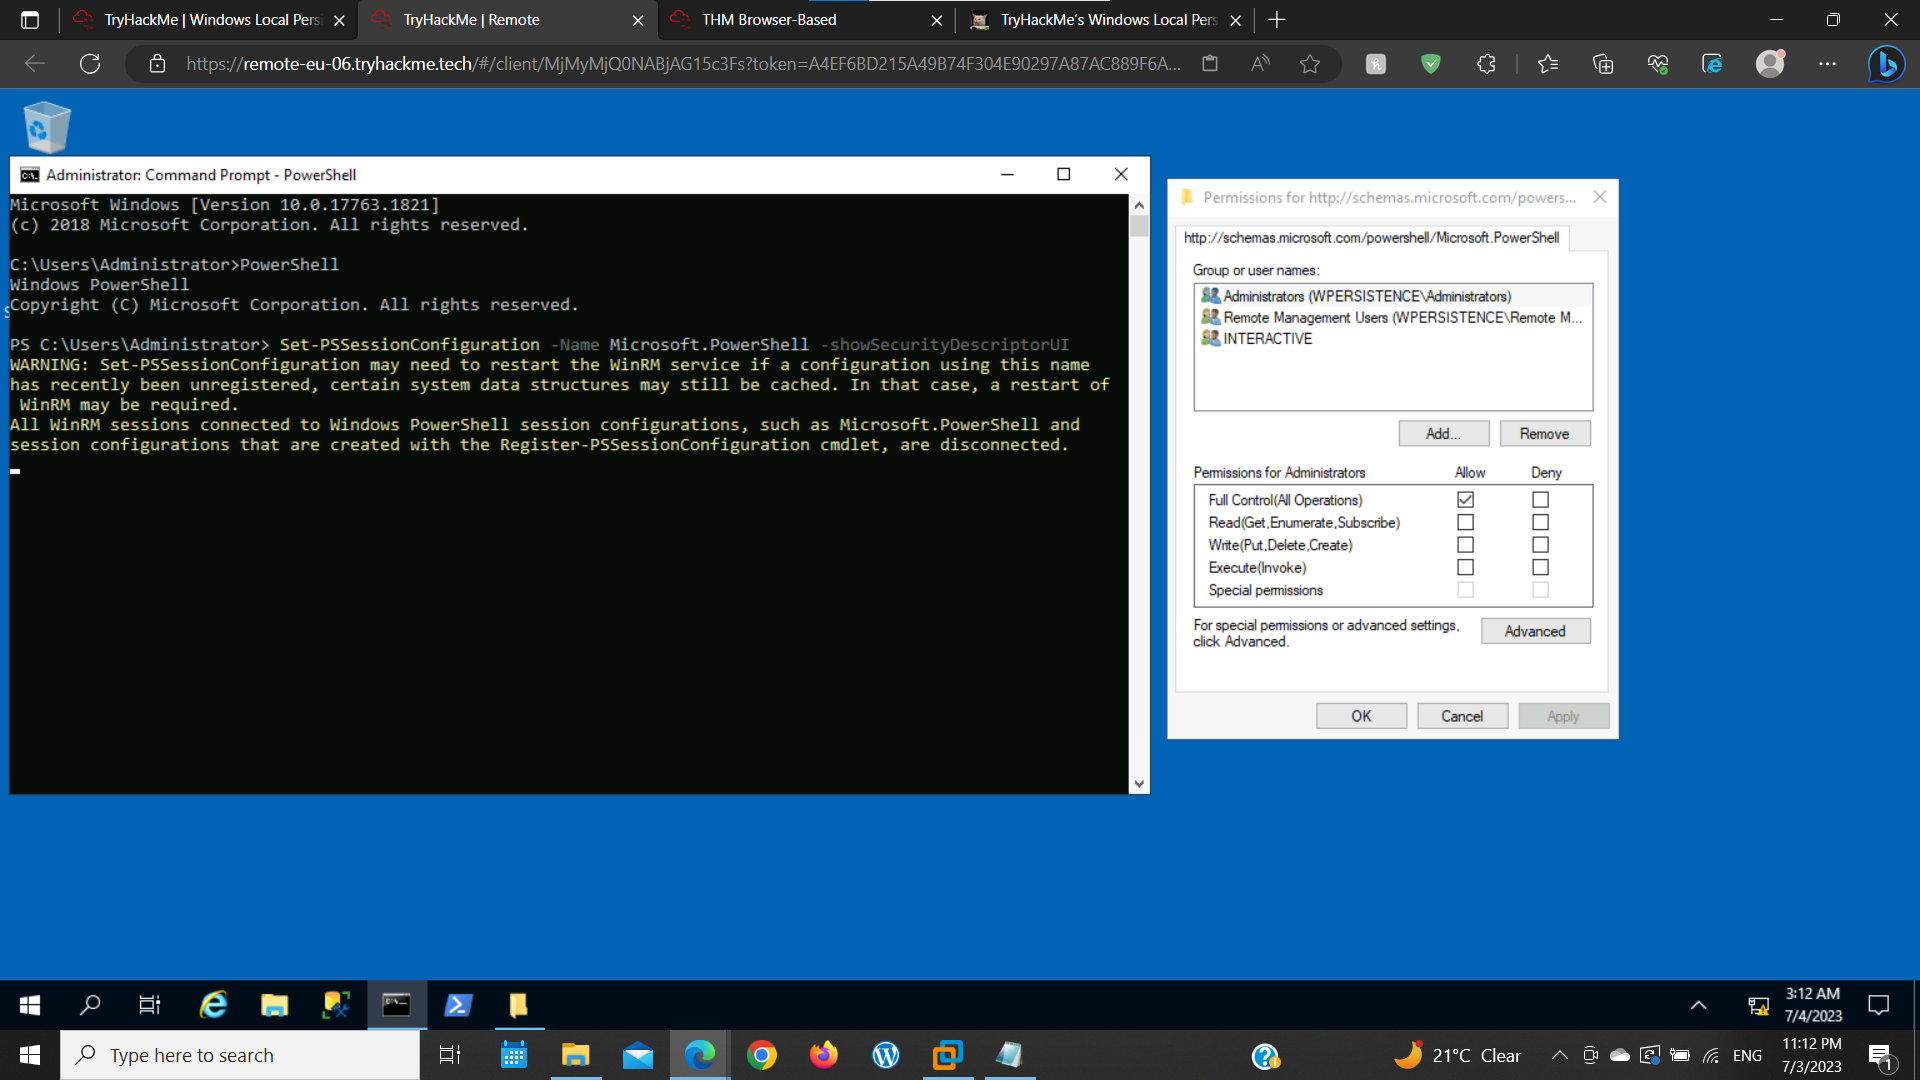 TryHackMe | Windows Local Pers
TryHackMe | Remote
THM Browser-Based
TryHackMe's Windows Local Pers
https://remote-eu-06.tryhackme.tech/#/client/MjMyMjQ0NABjAG15c3Fs?token=A4EF6BD215A49B74F304E90297A87AC889F6A...
Administrator: Command Prompt - PowerShell
Microsoft Windows [Version 10.0.17763.1821]
(c) 2018 Microsoft Corporation. All rights reserved.
C:\Users\Administrator>PowerShell
Windows PowerShell
Copyright (C) Microsoft Corporation. All rights reserved.
PS C:\Users\Administrator> Set-PSSessionConfiguration -Name Microsoft.PowerShell -showSecurityDescriptorUI
WARNING: Set-PSSessionConfiguration may need to restart the WinRM service if a configuration using this name
has recently been unregistered, certain system data structures may still be cached. In that case, a restart of
WinRM may be required.
All WinRM sessions connected to Windows PowerShell session configurations, such as Microsoft.PowerShell and
session configurations that are created with the Register-PSSessionConfiguration cmdlet, are disconnected.
Permissions for http://schemas.microsoft.com/powers...
http://schemas.microsoft.com/powershell/Microsoft.PowerShell
Group or user names:
Administrators (WPERSISTENCE\Administrators)
Remote Management Users (WPERSISTENCE\Remote M...
INTERACTIVE
Add...
Remove
Permissions for Administrators
Allow
Deny
Full Control(All Operations)
Read(Get,Enumerate,Subscribe)
Write(Put,Delete,Create)
Execute(Invoke)
Special permissions
For special permissions or advanced settings,
click Advanced.
Advanced
OK
Cancel
Apply
3:12 AM
7/4/2023
Type here to search
21°C Clear
ENG
11:12 PM
7/3/2023
1